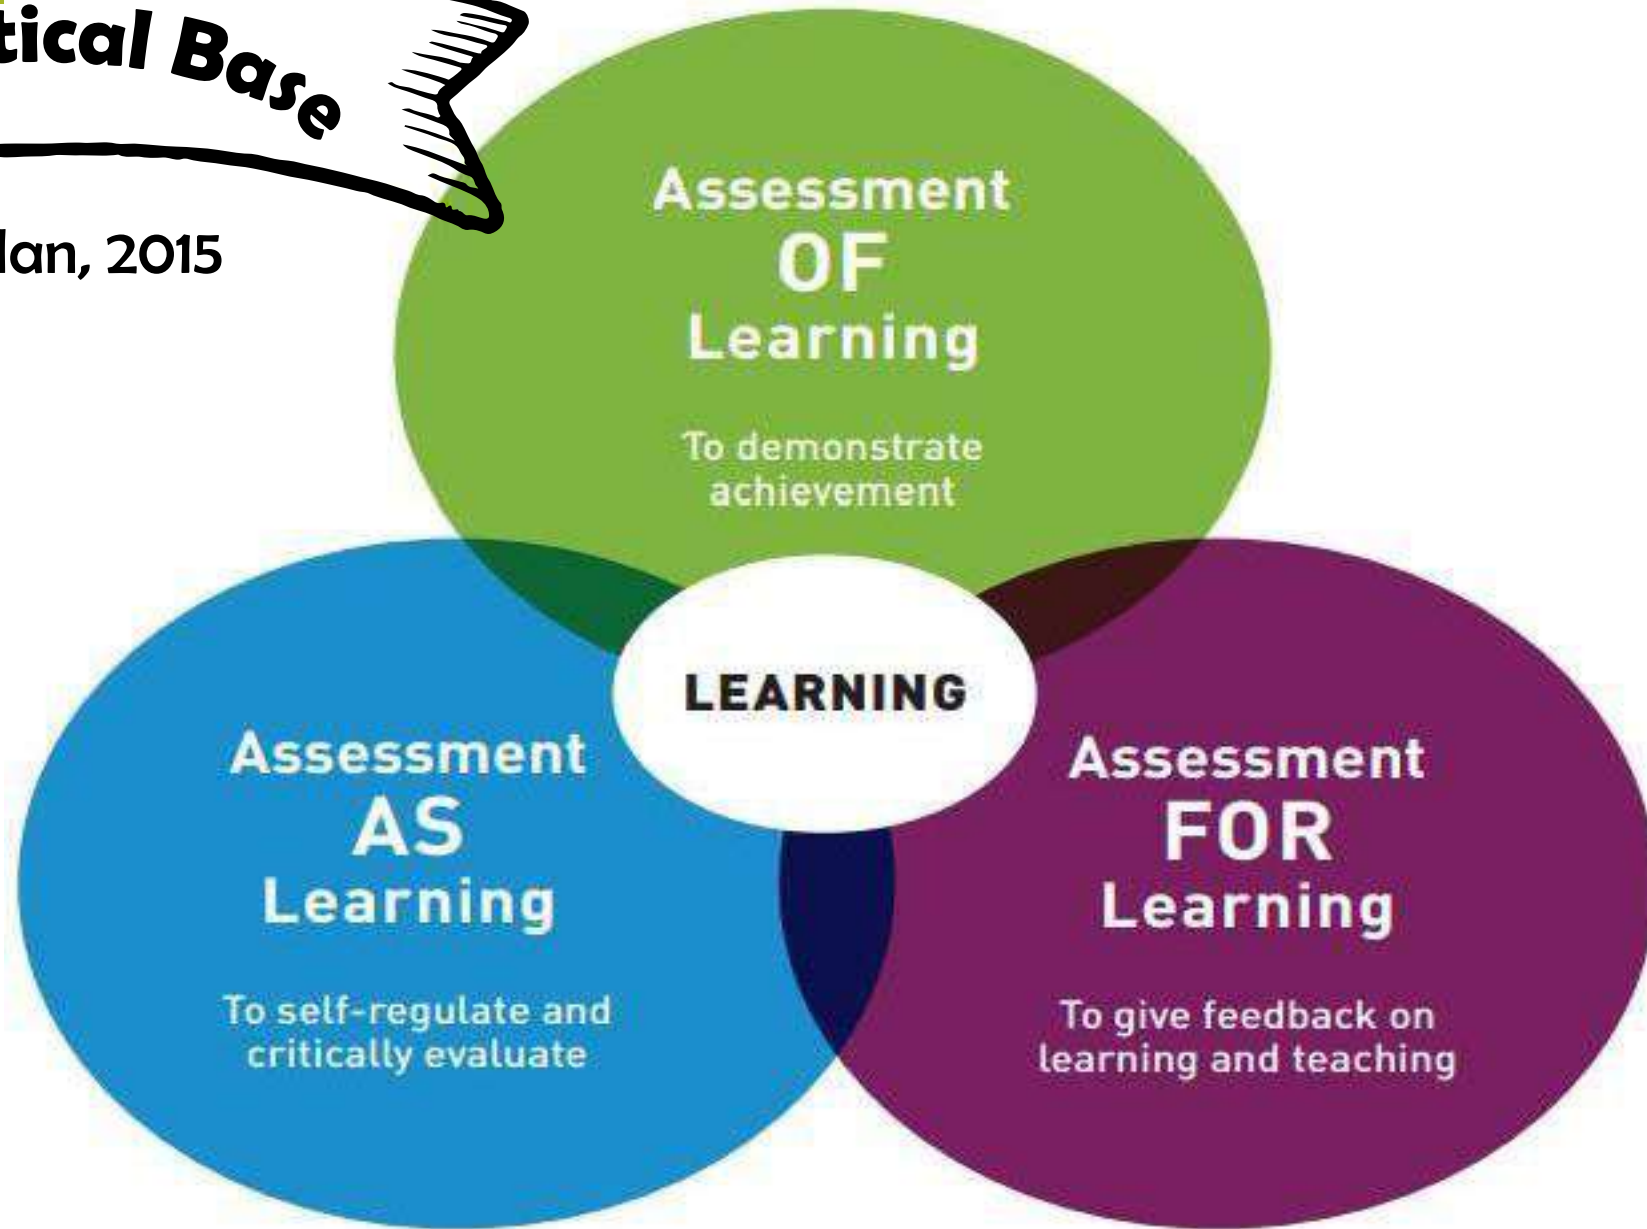 tical Base
lan, 2015
Assessment
OF
Learning
To demonstrate
achievement
LEARNING
Assessment
AS
Learning
To self-regulate and
critically evaluate
Assessment
FOR
Learning
To give feedback on
learning and teaching